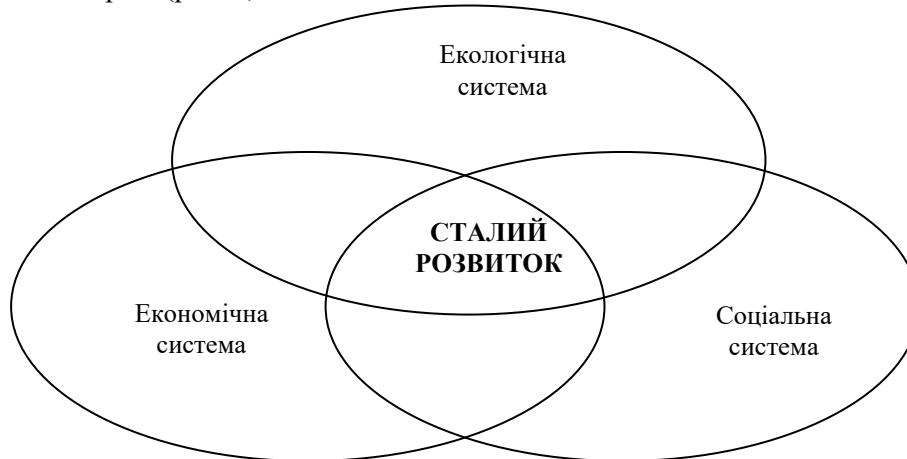 Екологічна
система
СТАЛИЙ
РОЗВИТОК
Економічна
система
Соціальна
система